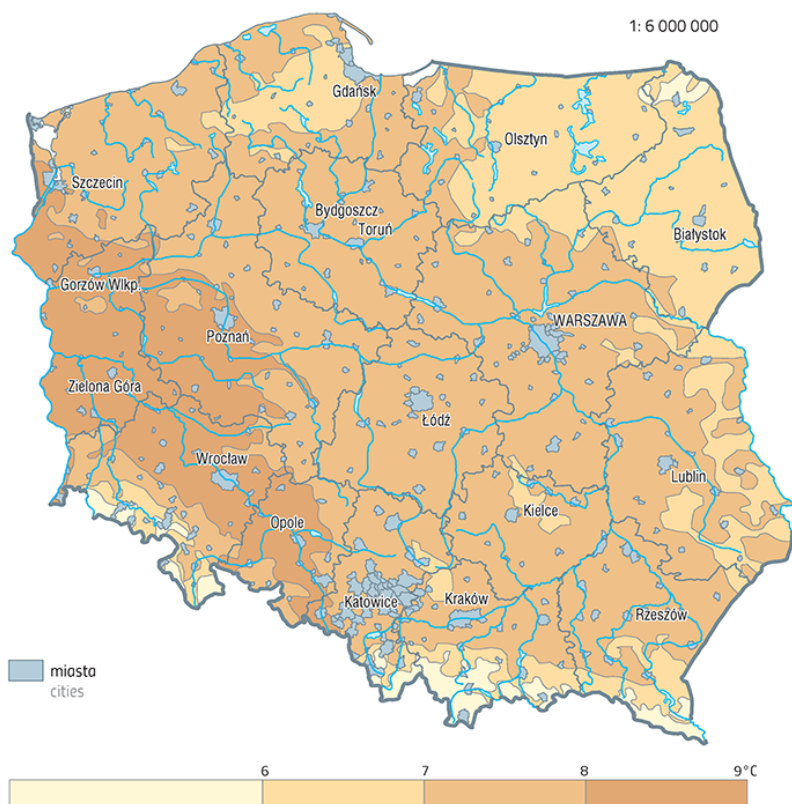 1: 6 000 000
Gdańsk
Olsztyn
Szczecin
Bydgoszcz
Toruń
Białystok
Gorzów Wlkp.
WARSZAWA
Poznań
Zielona Góra
Łódź
Wrocław
Lublin
Opole
Kielce
Katowice
Kraków
Rzeszów
miasta
cities
6 7 8 9°C